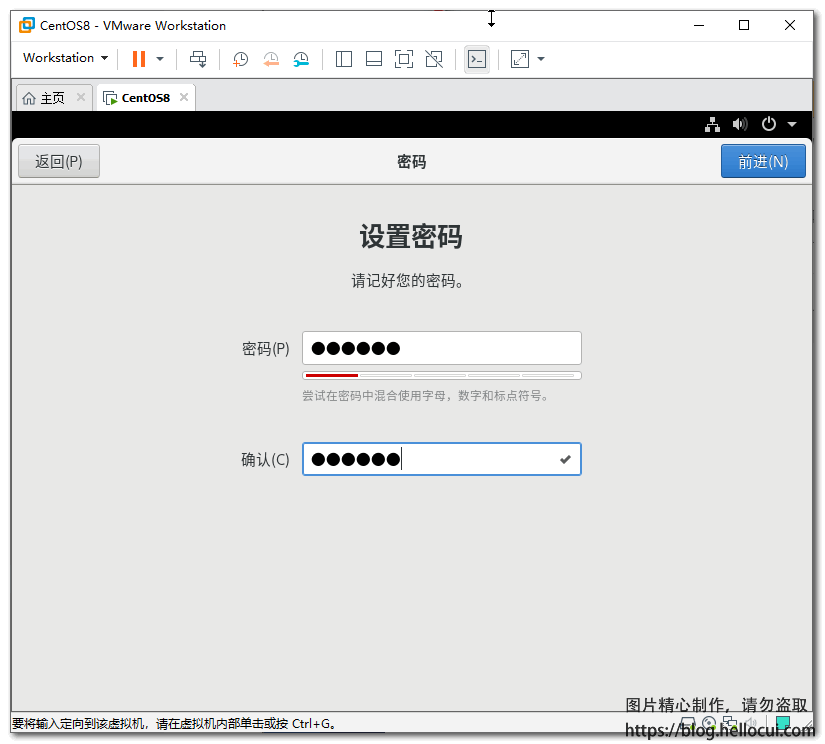 CentOS8 - VMware Workstation
Workstation
主页
CentOS8
返回(P)
密码
前进(N)
设置密码
请记好您的密码。
密码(P)
尝试在密码中混合使用字母，数字和标点符号。
确认(C)
图片精心制作，请勿盗取
要将输入定向到该虚拟机，请在虚拟机内部单击或按 Ctrl+G。
https://blog.hellocui.com